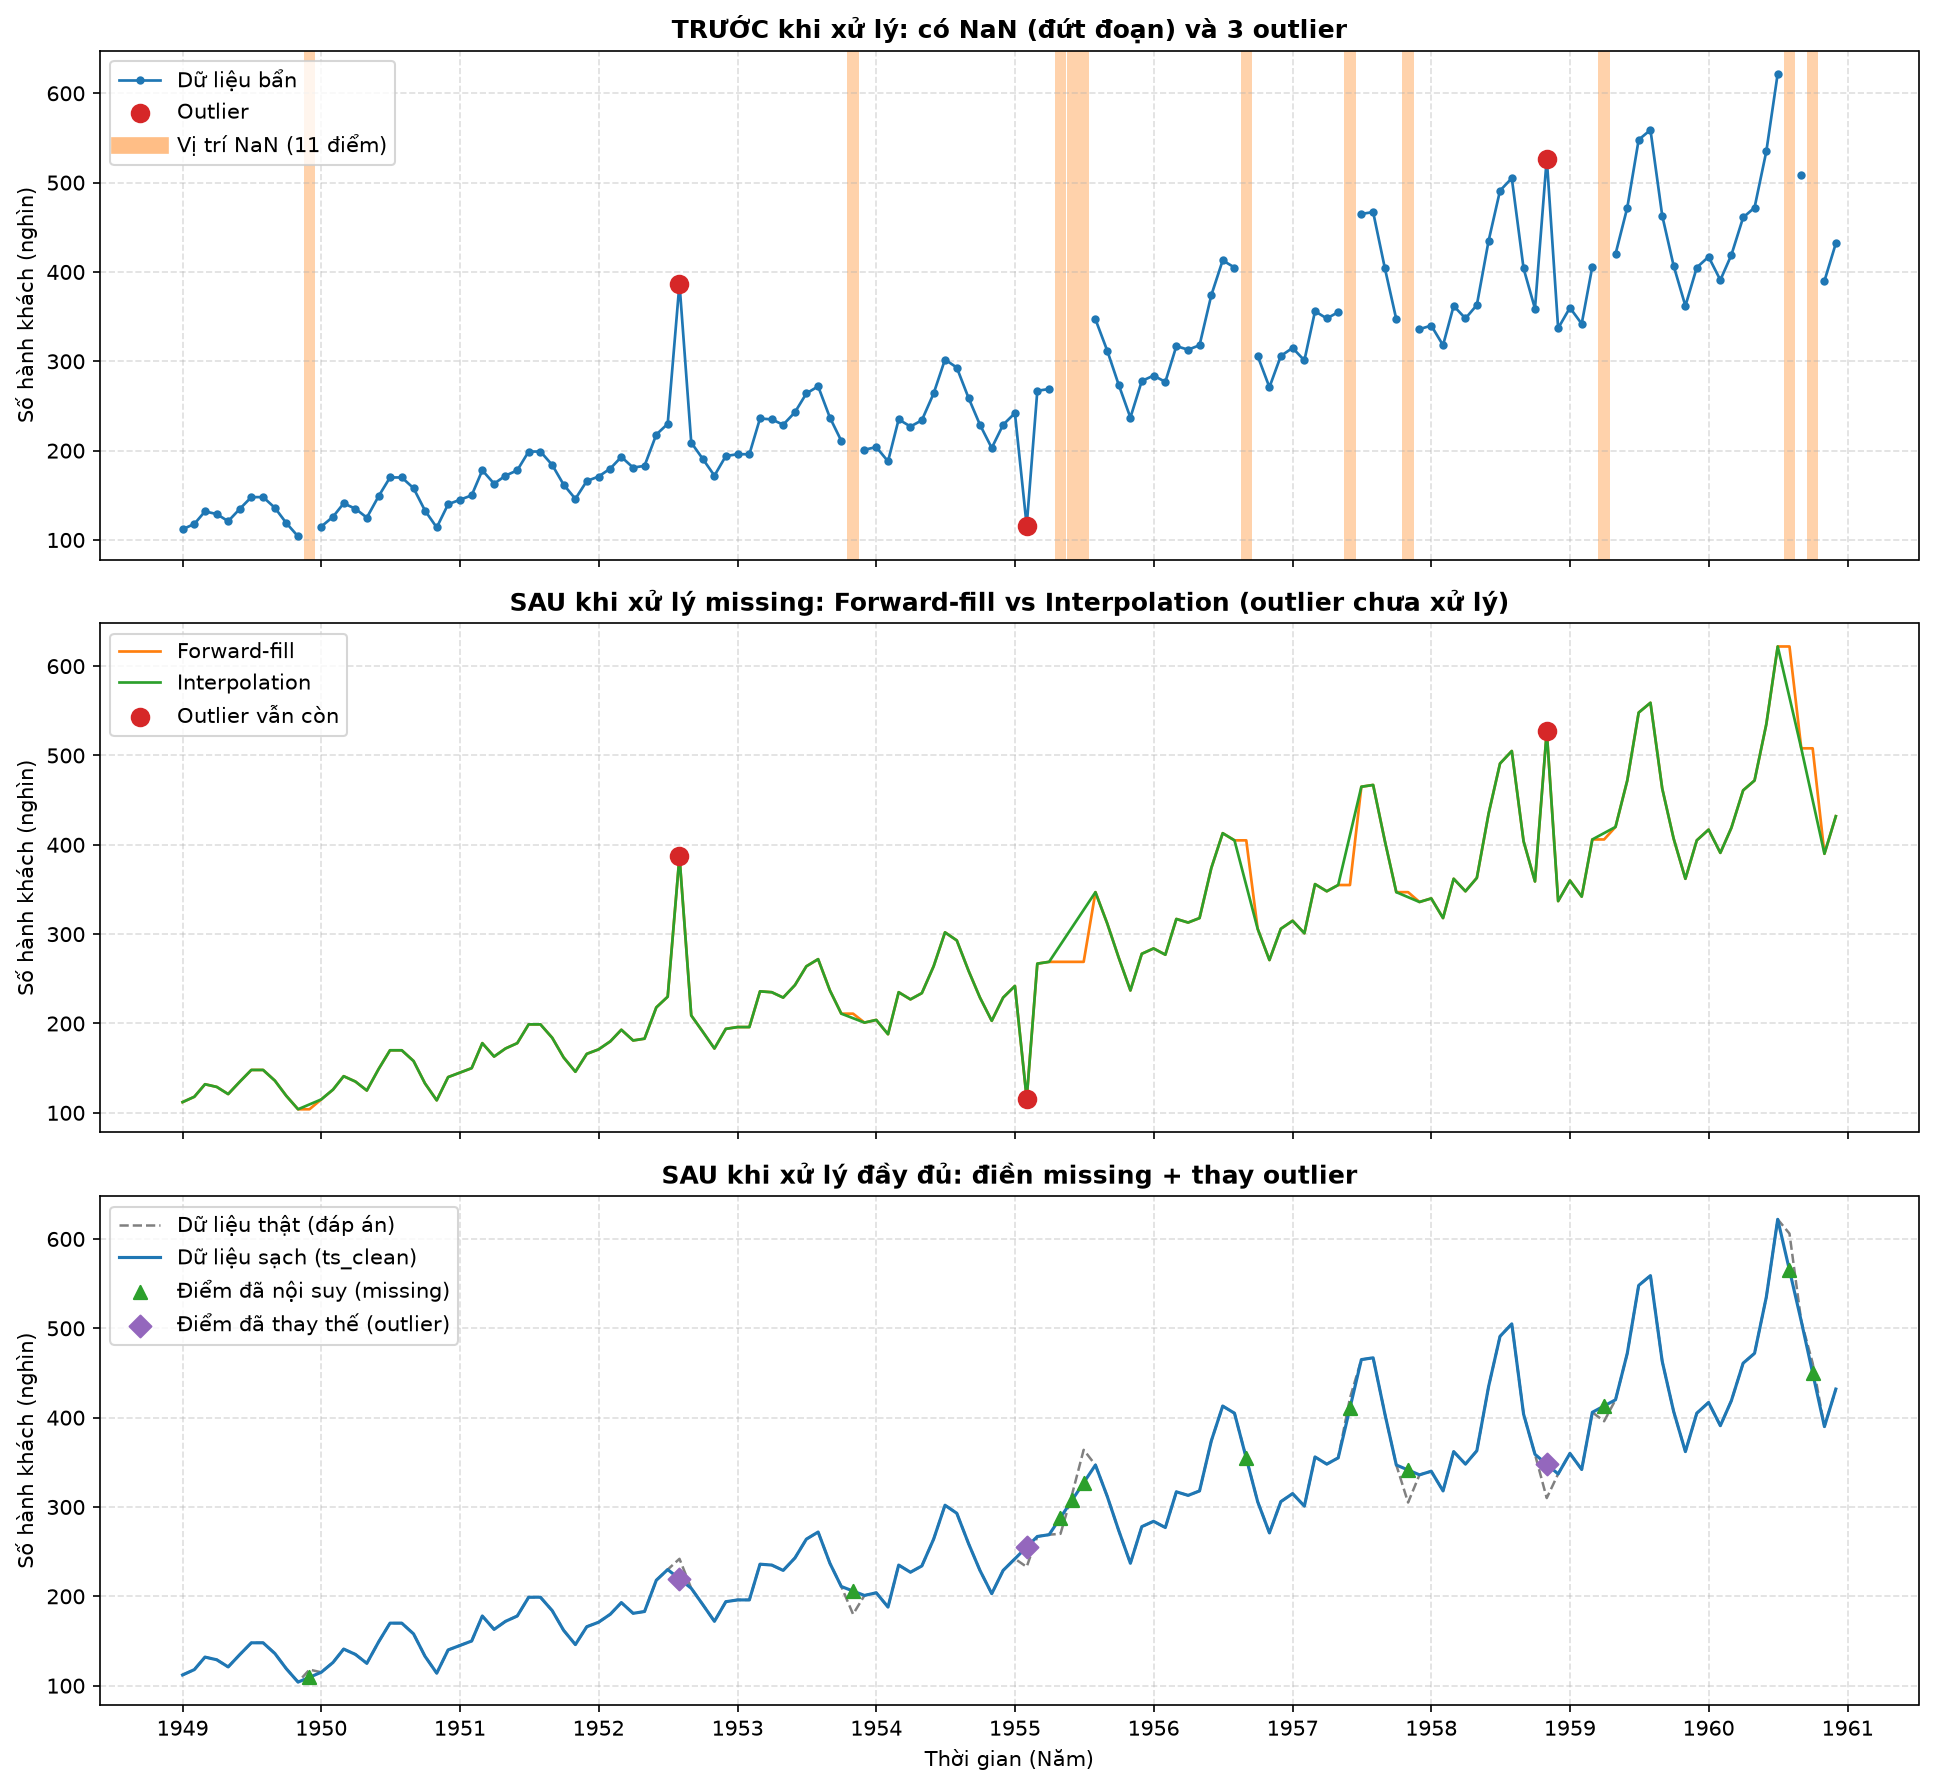 TRƯỚC khi xử lý: có NaN (đứt đoạn) và 3 outlier
Dữ liệu bẩn
Outlier
Vị trí NaN (11 điểm)
Số hành khách (nghìn)
600
500
400
300
200
100
SAU khi xử lý missing: Forward-fill vs Interpolation (outlier chưa xử lý)
Forward-fill
Interpolation
Outlier vẫn còn
Số hành khách (nghìn)
600
500
400
300
200
100
SAU khi xử lý đầy đủ: điền missing + thay outlier
Dữ liệu thật (đáp án)
Dữ liệu sạch (ts_clean)
Điểm đã nội suy (missing)
Điểm đã thay thế (outlier)
Số hành khách (nghìn)
600
500
400
300
200
100
1949 1950 1951 1952 1953 1954 1955 1956 1957 1958 1959 1960 1961
Thời gian (Năm)